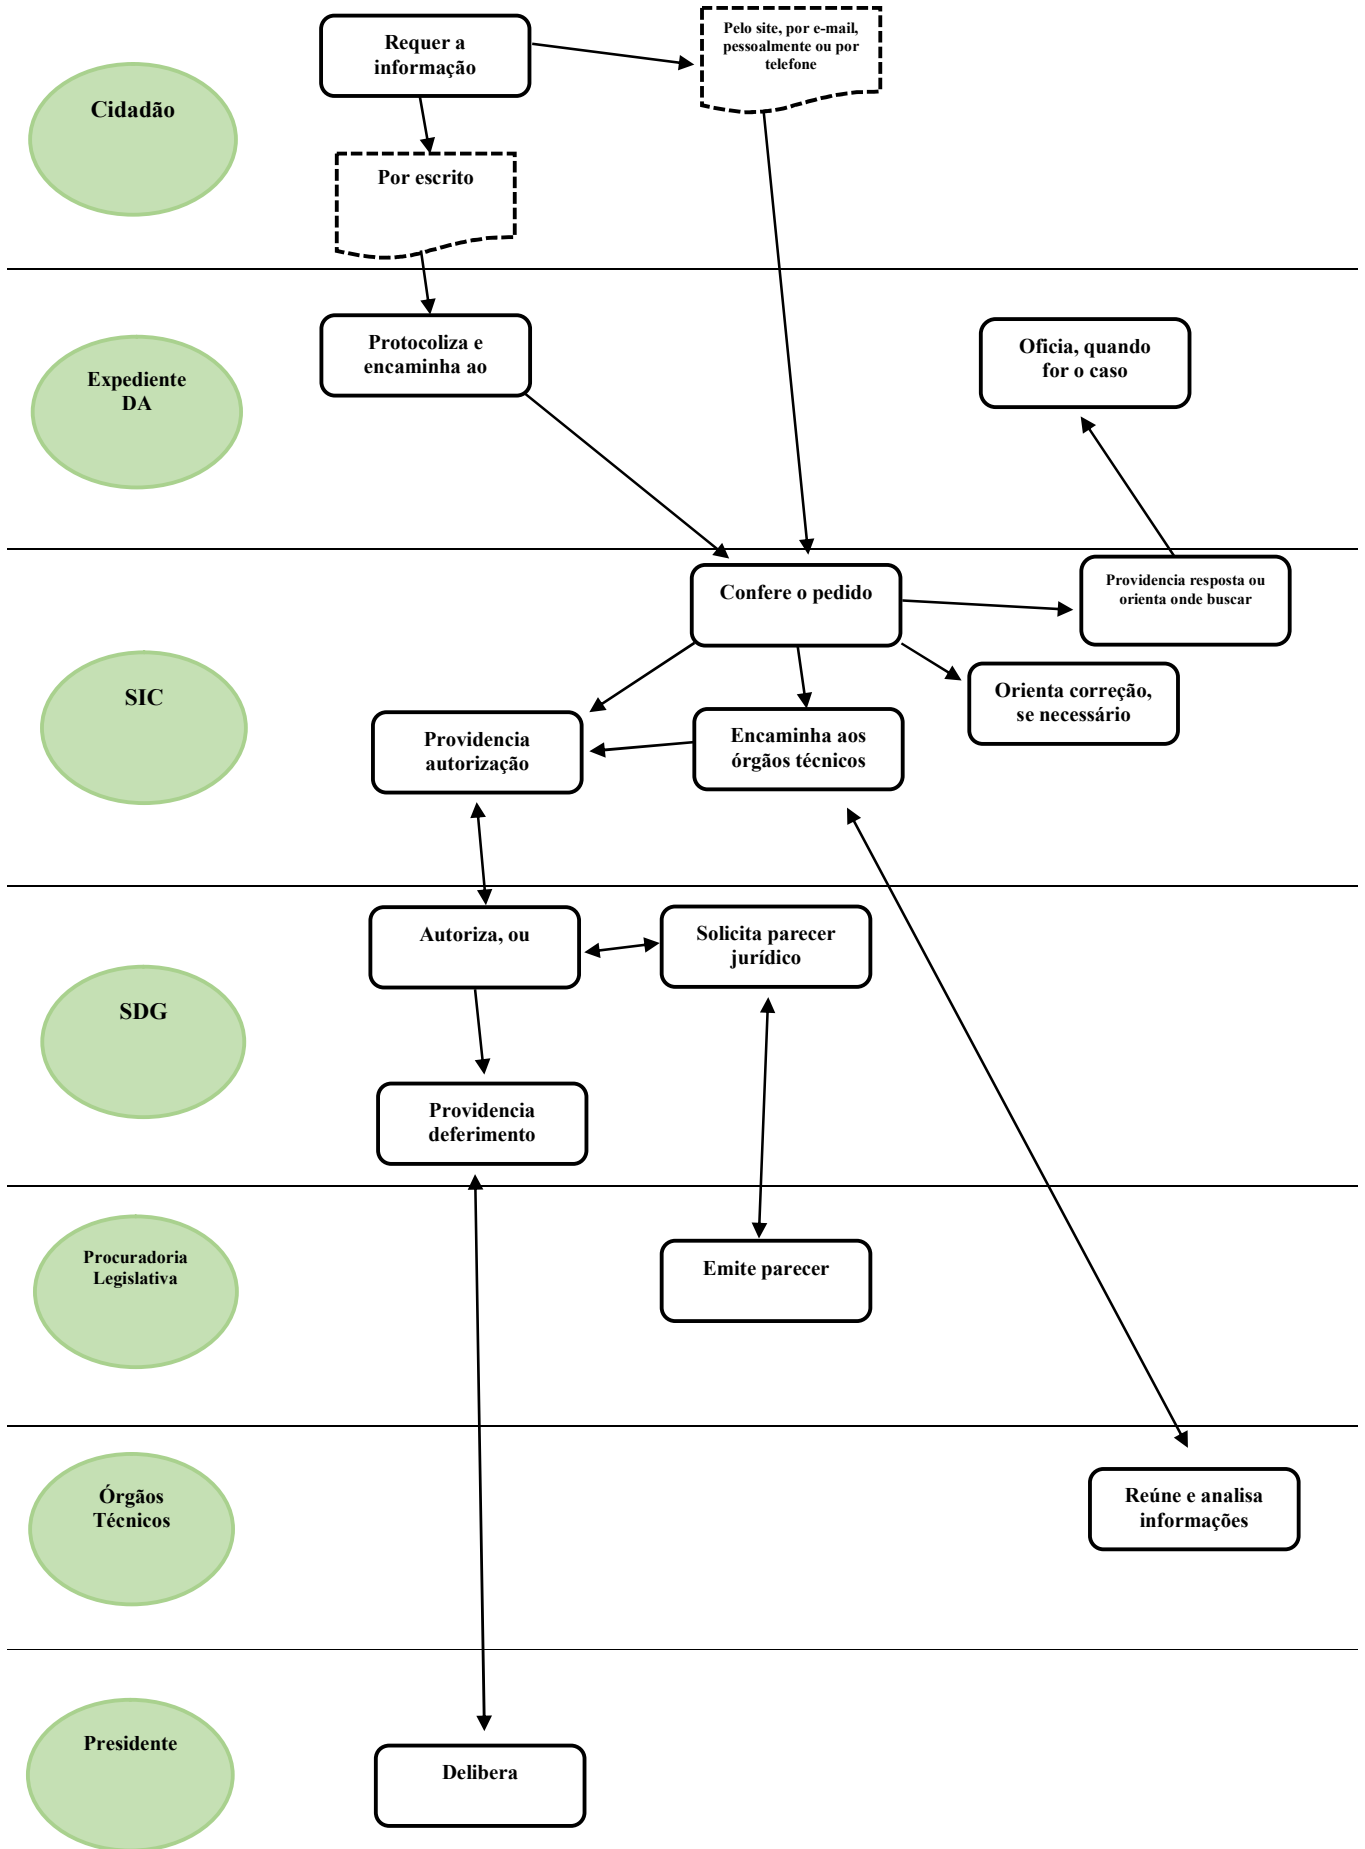 Requer a
informação
Pelo site, por e-mail,
pessoalmente ou por
telefone
Cidadão
Por escrito
Expediente
DA
Protocoliza e
encaminha ao
Oficia, quando
for o caso
Confere o pedido
Providencia resposta ou
orienta onde buscar
SIC
Providencia
autorização
Encaminha aos
órgãos técnicos
Orienta correção,
se necessário
SDG
Autoriza, ou
Solicita parecer
jurídico
Providencia
deferimento
Procuradoria
Legislativa
Emite parecer
Órgãos
Técnicos
Reúne e analisa
informações
Presidente
Delibera